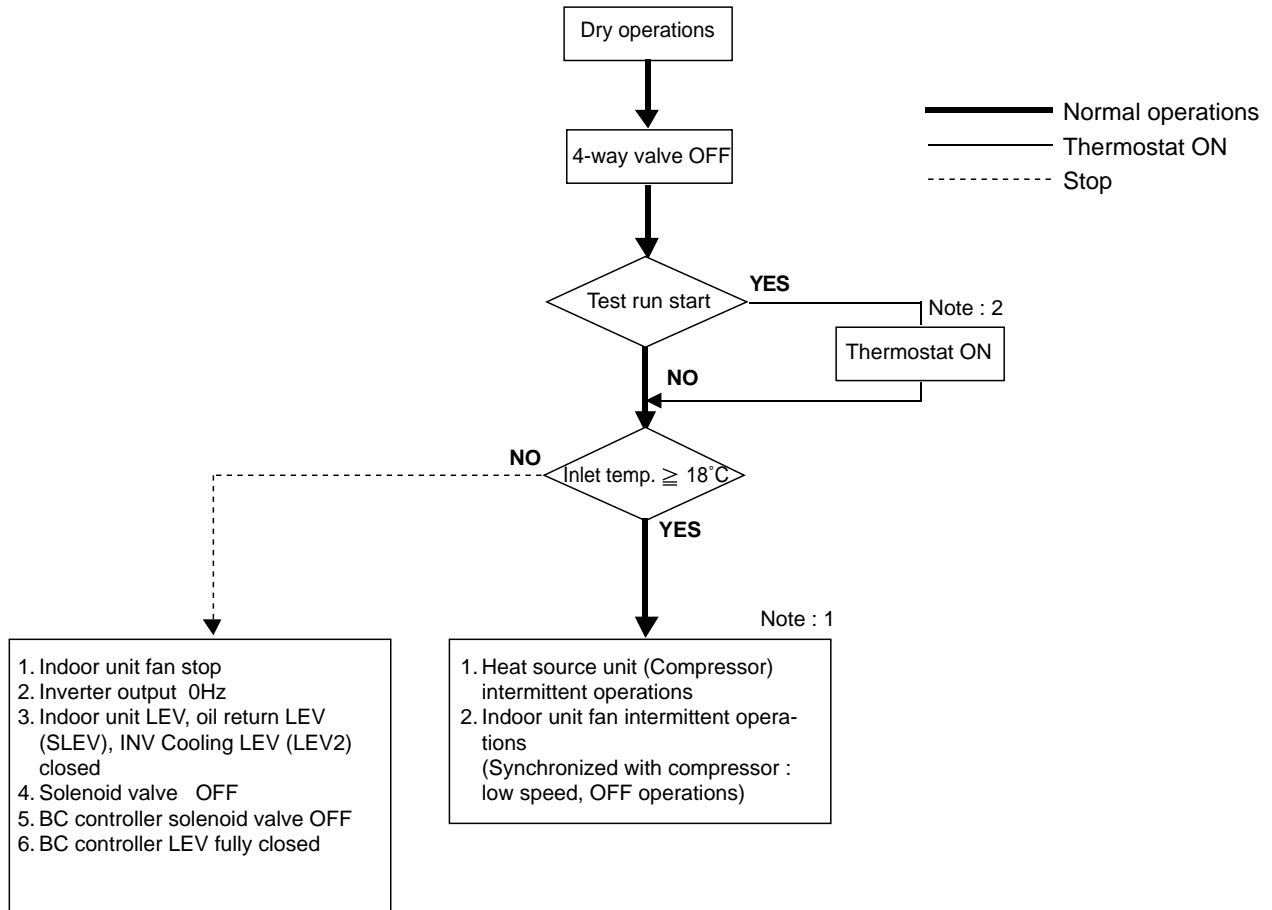 Dry operations
Normal operations
Thermostat ON
Stop
4-way valve OFF
Test run start
YES
Note : 2
Thermostat ON
NO
Inlet temp. ≧ 18°C
NO
YES
Note : 1
1. Indoor unit fan stop
2. Inverter output 0Hz
3. Indoor unit LEV, oil return LEV
(SLEV), INV Cooling LEV (LEV2)
closed
4. Solenoid valve OFF
5. BC controller solenoid valve OFF
6. BC controller LEV fully closed
1. Heat source unit (Compressor)
intermittent operations
2. Indoor unit fan intermittent opera-
tions
(Synchronized with compressor :
low speed, OFF operations)